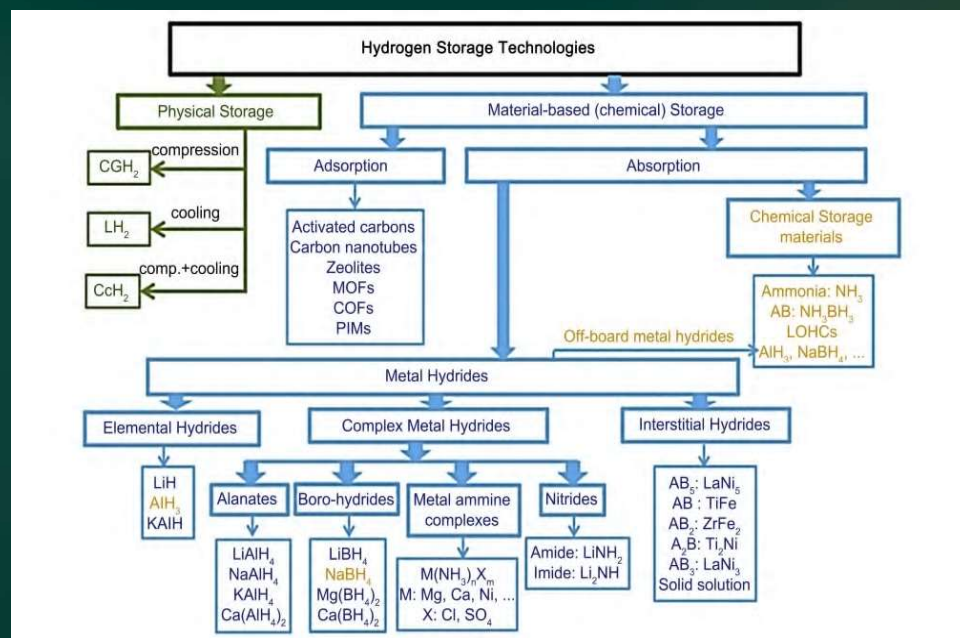 Hydrogen Storage Technologies
Physical Storage
Material-based (chemical) Storage
compression
CGH₂
cooling
LH₂
comp.+cooling
CcH₂
Adsorption
Absorption
Activated carbons
Carbon nanotubes
Zeolites
MOFs
COFs
PIMs
Chemical Storage
materials
Ammonia: NH₃
AB: NH₃BH₃
LOHCs
AlH₃, NaBH₄, ...
Off-board metal hydrides
Metal Hydrides
Elemental Hydrides
Complex Metal Hydrides
Interstitial Hydrides
LiH
AlH₃
KAlH
Alanates
Boro-hydrides
Metal ammine
complexes
Nitrides
LiAlH₄
NaAlH₄
KAlH₄
Ca(AlH₄)₂
LiBH₄
NaBH₄
Mg(BH₄)₂
Ca(BH₄)₂
M(NH₃)ₙXₘ
M: Mg, Ca, Ni, ...
X: Cl, SO₄
Amide: LiNH₂
Imide: Li₂NH
AB₅: LaNi₅
AB : TiFe
AB₂: ZrFe₂
A₂B: Ti₂Ni
AB₃: LaNi₃
Solid solution